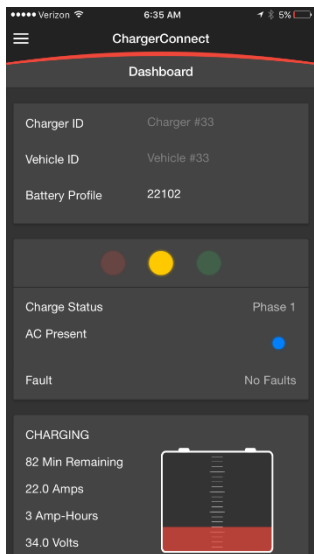 Verizon 6:35 AM 5%
ChargerConnect
Dashboard
Charger ID Charger #33
Vehicle ID Vehicle #33
Battery Profile 22102
Charge Status Phase 1
AC Present
Fault No Faults
CHARGING
82 Min Remaining
22.0 Amps
3 Amp-Hours
34.0 Volts